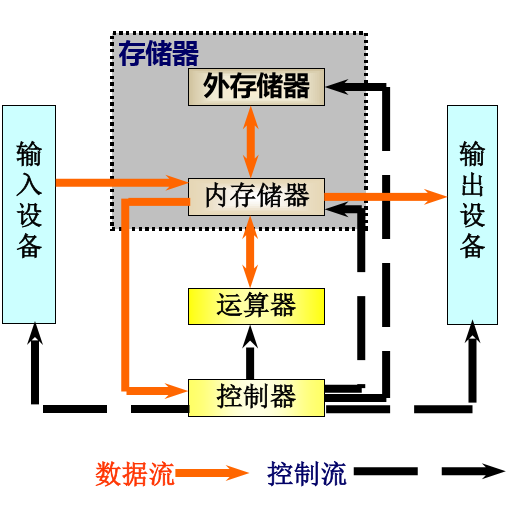 存储器
外存储器
输入设备
输出设备
内存储器
运算器
控制器
数据流
控制流